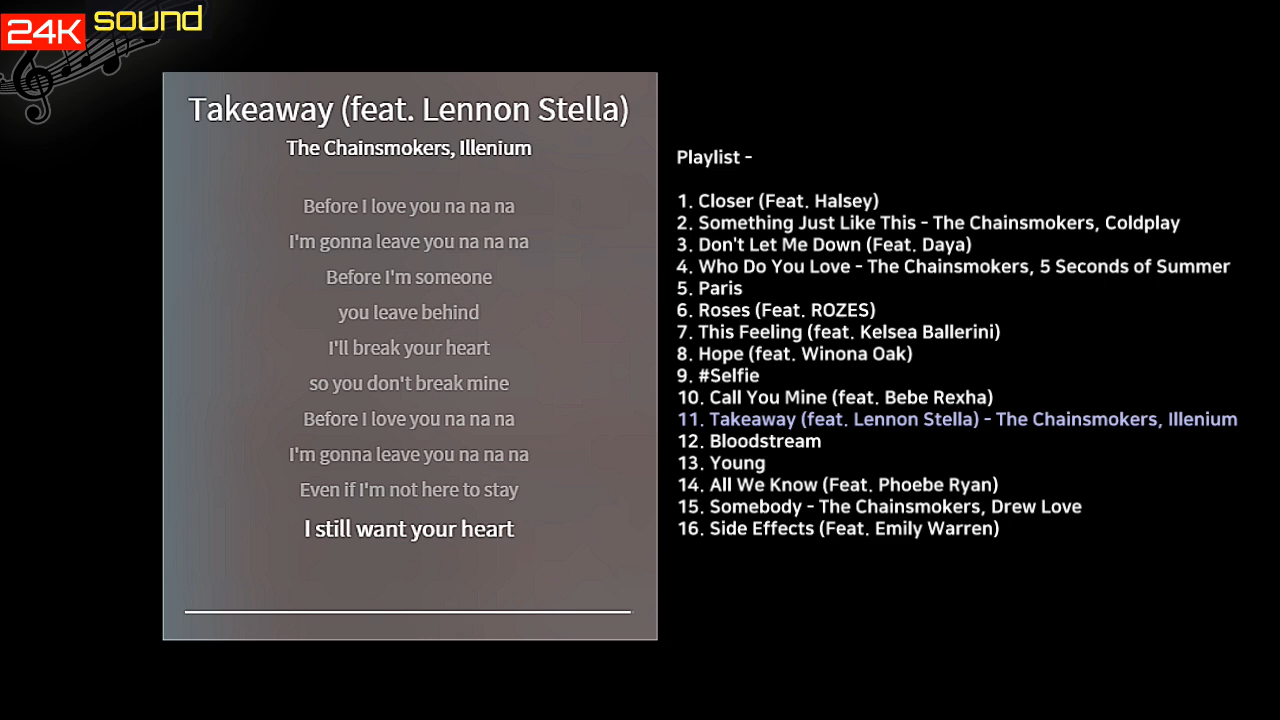 24K sound
Takeaway (feat. Lennon Stella)
The Chainsmokers, Illenium
Before I love you na na na
I'm gonna leave you na na na
Before I'm someone
you leave behind
I'll break your heart
so you don't break mine
Before I love you na na na
I'm gonna leave you na na na
Even if I'm not here to stay
I still want your heart
Playlist -
1. Closer (Feat. Halsey)
2. Something Just Like This - The Chainsmokers, Coldplay
3. Don't Let Me Down (Feat. Daya)
4. Who Do You Love - The Chainsmokers, 5 Seconds of Summer
5. Paris
6. Roses (Feat. ROZES)
7. This Feeling (feat. Kelsea Ballerini)
8. Hope (feat. Winona Oak)
9. #Selfie
10. Call You Mine (feat. Bebe Rexha)
11. Takeaway (feat. Lennon Stella) - The Chainsmokers, Illenium
12. Bloodstream
13. Young
14. All We Know (Feat. Phoebe Ryan)
15. Somebody - The Chainsmokers, Drew Love
16. Side Effects (Feat. Emily Warren)